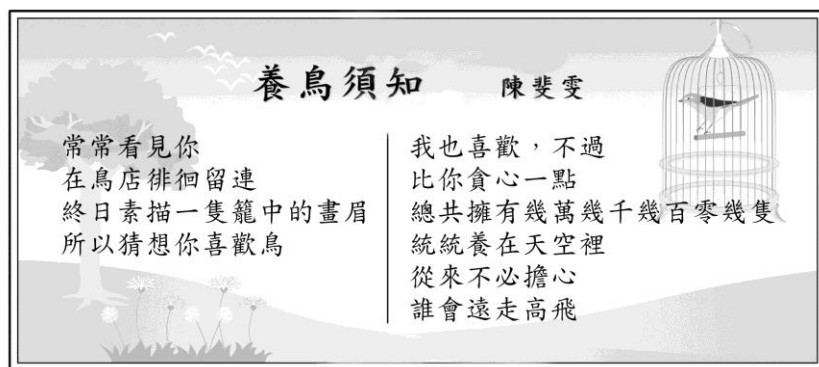 養鳥須知 陳斐雯
常常看見你
在鳥店徘徊留連
終日素描一隻籠中的畫眉
所以猜想你喜歡鳥
我也喜歡，不過
比你貪心一點
總共擁有幾萬幾千幾百零幾隻
統統養在天空裡
從來不必擔心
誰會遠走高飛